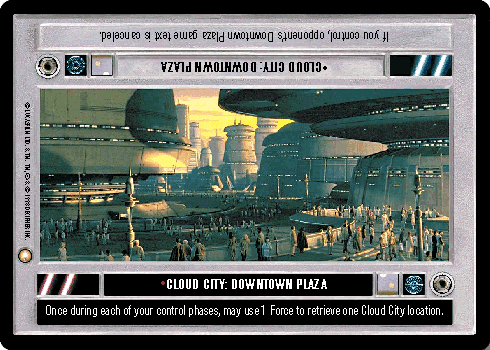 If you control, opponent's Downtown Plaza game text is canceled.
•CLOUD CITY: DOWNTOWN PLAZA
•CLOUD CITY: DOWNTOWN PLAZA
Once during each of your control phases, may use 1 Force to retrieve one Cloud City location.